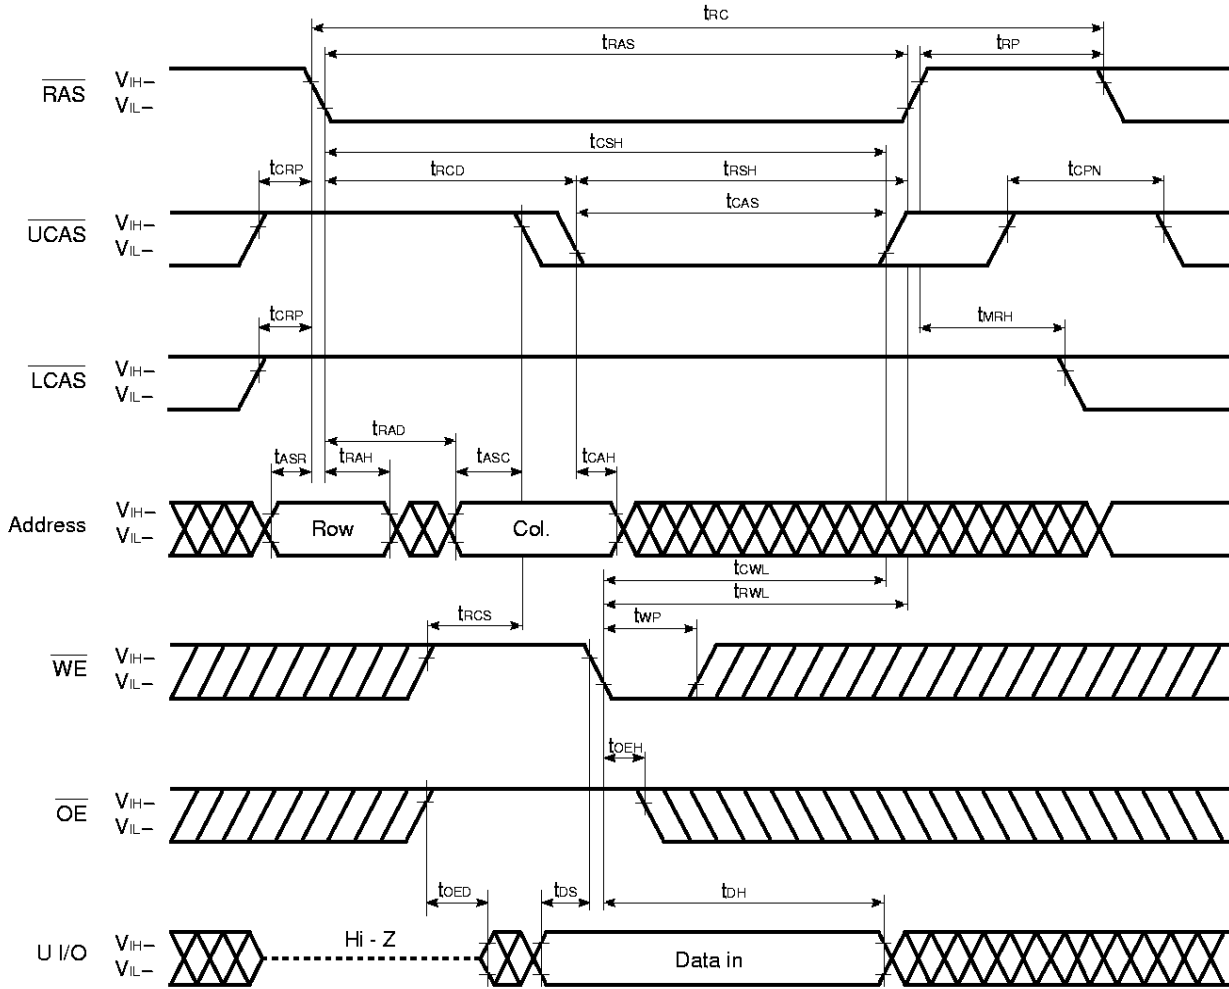 tRC
tRAS
tRP
RAS
VIH–
VIL–
tCSH
tCRP
tRCD
tRSH
tCPN
tCAS
UCAS
VIH–
VIL–
tCRP
tMRH
LCAS
VIH–
VIL–
tRAD
tASR
tRAH
tASC
tCAH
Address
VIH–
VIL–
Row
Col.
tCWL
tRWL
tRCS
tWP
WE
VIH–
VIL–
tOEH
OE
VIH–
VIL–
tOED
tDS
tDH
U I/O
VIH–
VIL–
Hi - Z
Data in